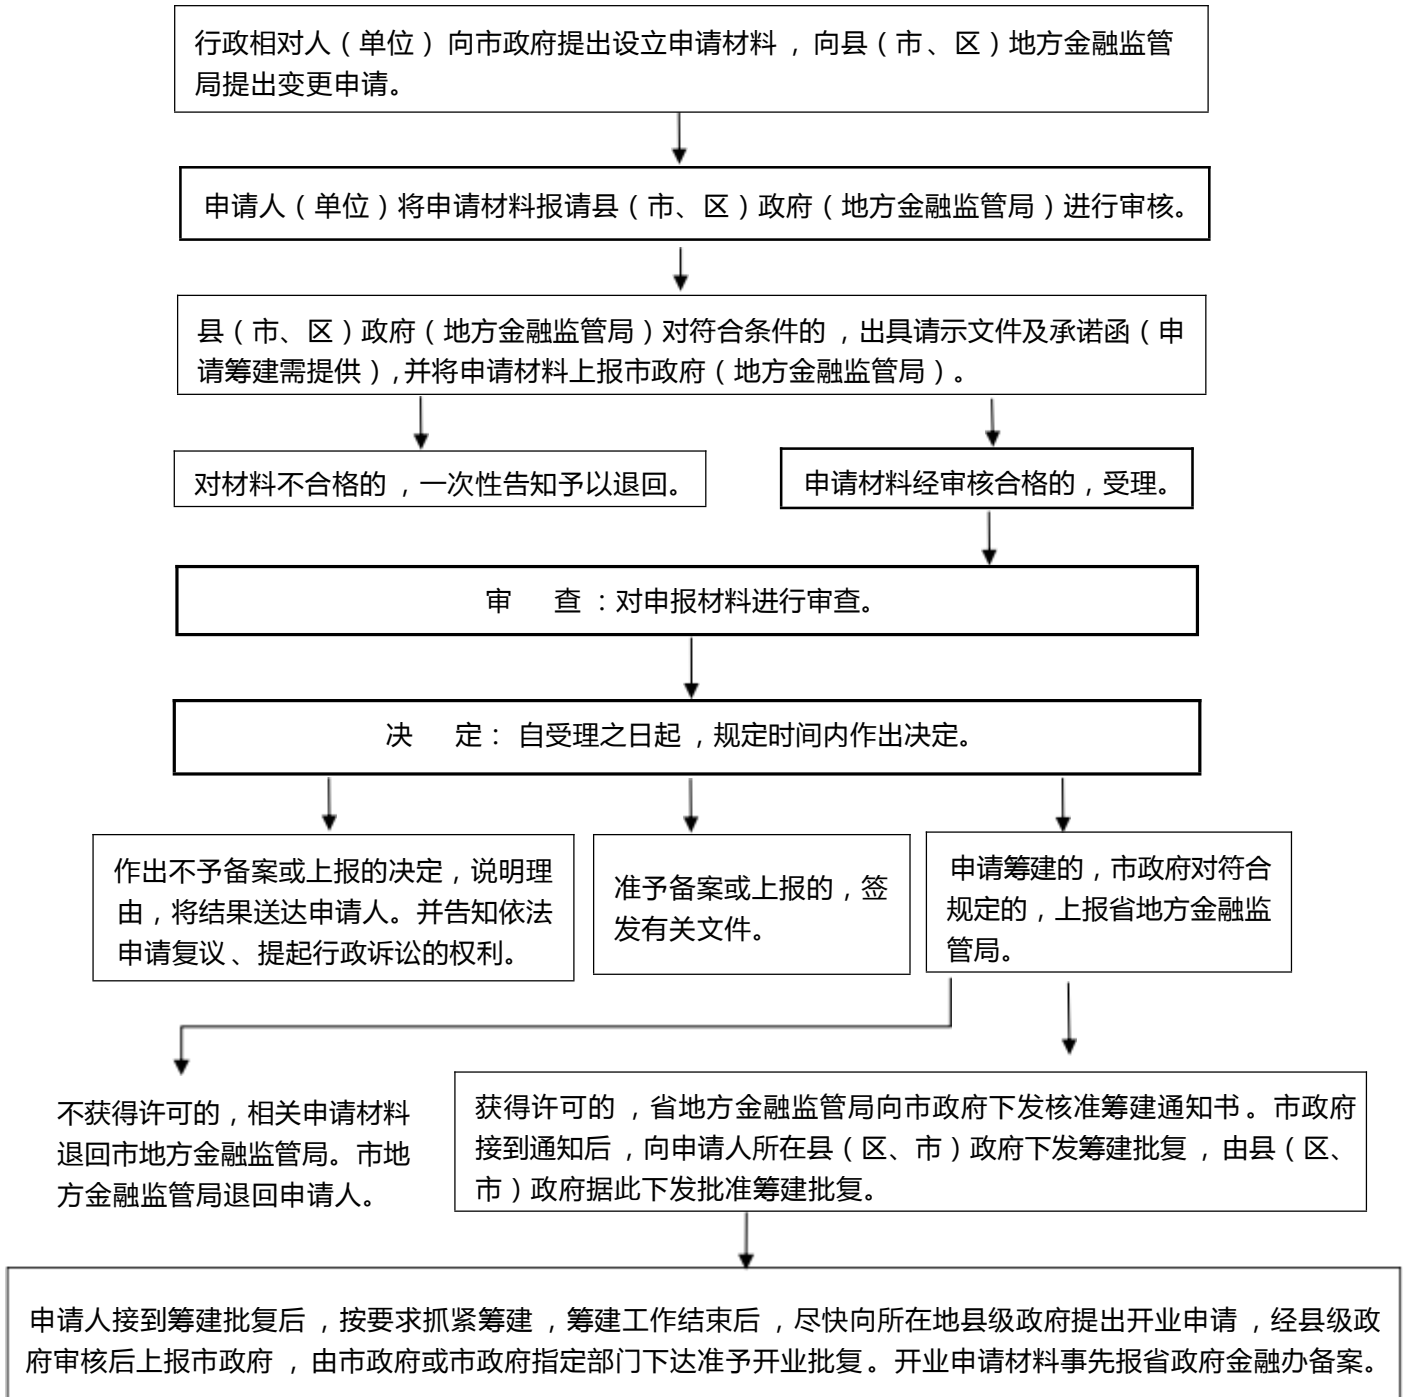 行政相对人（单位）向市政府提出设立申请材料，向县（市、区）地方金融监管
局提出变更申请。
申请人（单位）将申请材料报请县（市、区）政府（地方金融监管局）进行审核。
县（市、区）政府（地方金融监管局）对符合条件的，出具请示文件及承诺函（申
请筹建需提供），并将申请材料上报市政府（地方金融监管局）。
对材料不合格的，一次性告知予以退回。
申请材料经审核合格的，受理。
审　查：对申报材料进行审查。
决　定：自受理之日起，规定时间内作出决定。
作出不予备案或上报的决定，说明理
由，将结果送达申请人。并告知依法
申请复议、提起行政诉讼的权利。
准予备案或上报的，签
发有关文件。
申请筹建的，市政府对符合
规定的，上报省地方金融监
管局。
不获得许可的，相关申请材料
退回市地方金融监管局。市地
方金融监管局退回申请人。
获得许可的，省地方金融监管局向市政府下发核准筹建通知书。市政府
接到通知后，向申请人所在县（区、市）政府下发筹建批复，由县（区、
市）政府据此下发批准筹建批复。
申请人接到筹建批复后，按要求抓紧筹建，筹建工作结束后，尽快向所在地县级政府提出开业申请，经县级政
府审核后上报市政府，由市政府或市政府指定部门下达准予开业批复。开业申请材料事先报省政府金融办备案。